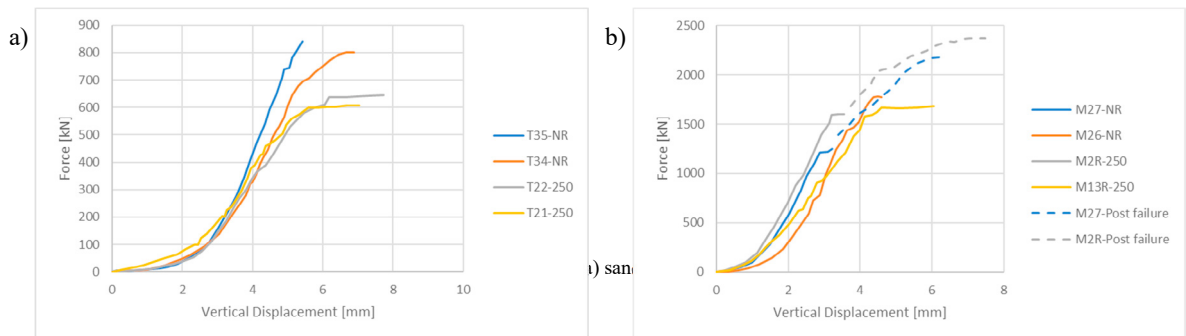 a)
900
800
700
600
500
400
300
200
100
0
Force [kN]
0 2 4 6 8 10
Vertical Displacement [mm]
T35-NR
T34-NR
T22-250
T21-250
b)
2500
2000
1500
1000
500
0
Force [kN]
0 2 4 6 8
Vertical Displacement [mm]
M27-NR
M26-NR
M2R-250
M13R-250
M27-Post failure
M2R-Post failure